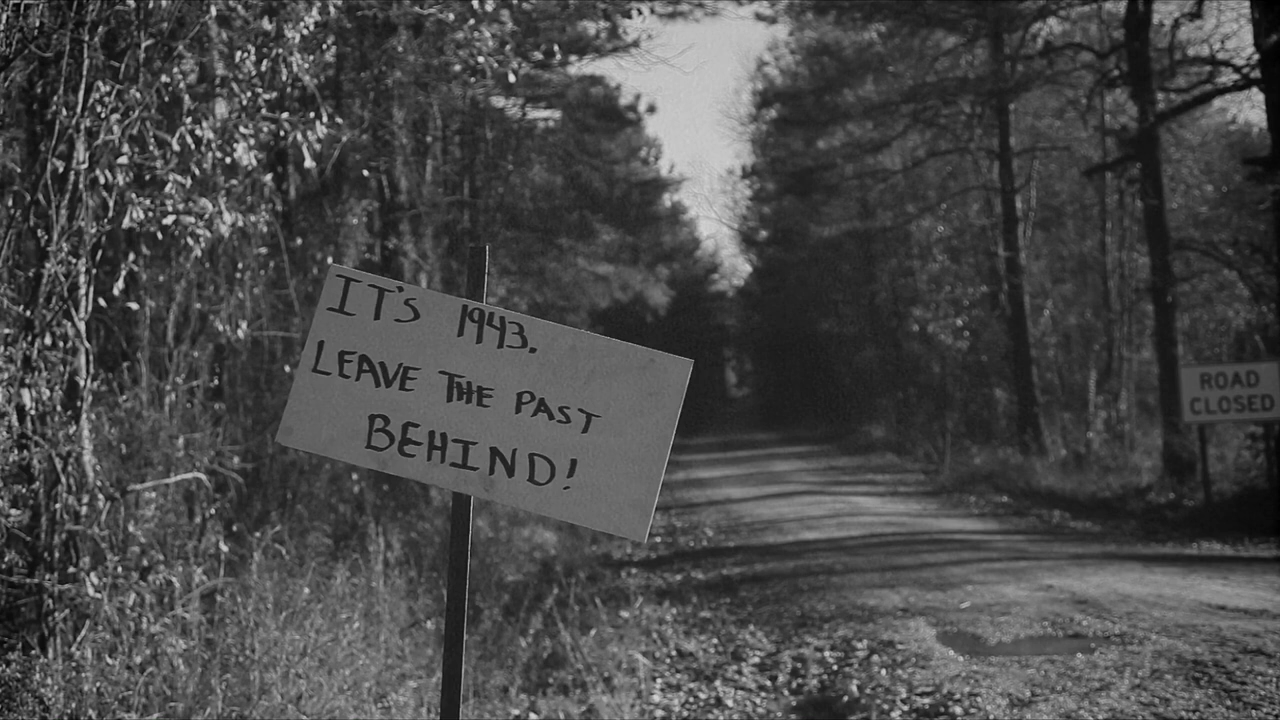 IT'S 1943.
LEAVE THE PAST
BEHIND!
ROAD
CLOSED